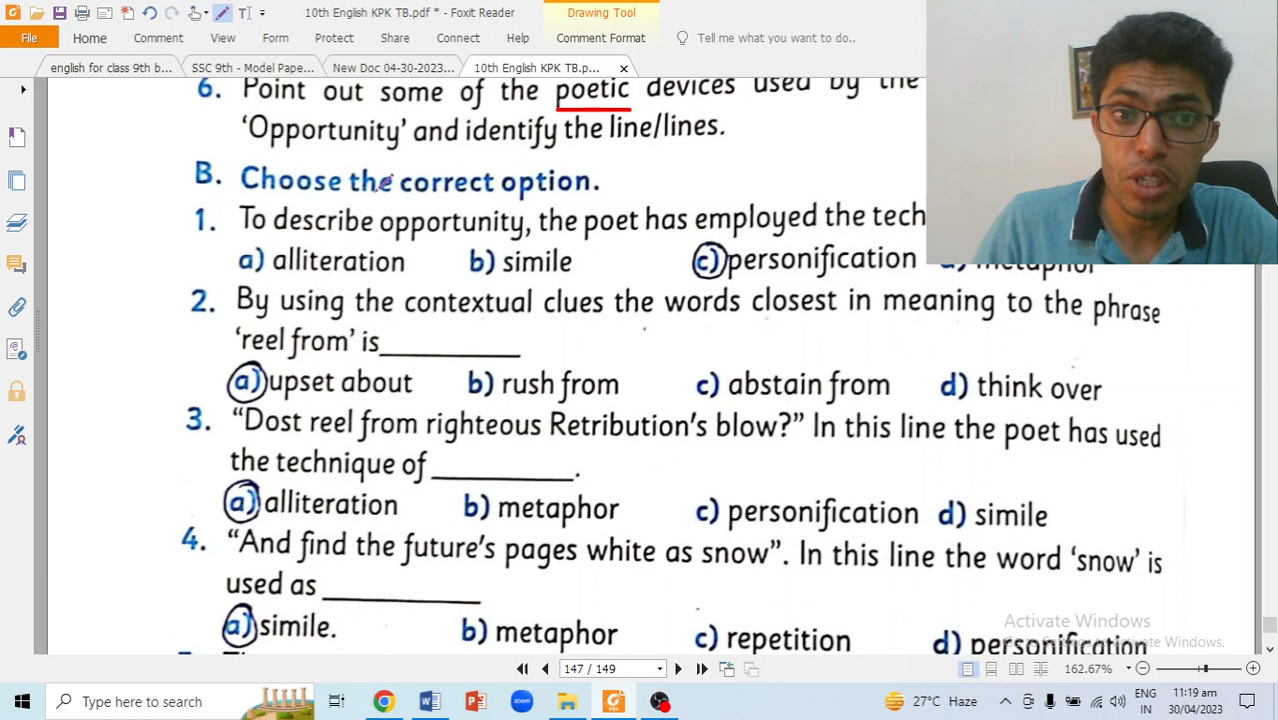 10th English KPK TB.pdf * - Foxit Reader
Drawing Tool
File Home Comment View Form Protect Share Connect Help Comment Format Tell me what you want to do..
english for class 9th b... SSC 9th - Model Pape... New Doc 04-30-2023... 10th English KPK TB.p...
6. Point out some of the poetic devices used by the
‘Opportunity’ and identify the line/lines.
B. Choose the correct option.
1. To describe opportunity, the poet has employed the tech
a) alliteration b) simile c) personification d) metaphor
2. By using the contextual clues the words closest in meaning to the phrase
‘reel from’ is
a) upset about b) rush from c) abstain from d) think over
3. “Dost reel from righteous Retribution’s blow?” In this line the poet has used
the technique of .
a) alliteration b) metaphor c) personification d) simile
4. “And find the future’s pages white as snow”. In this line the word ‘snow’ is
used as
a) simile. b) metaphor c) repetition d) personification
Activate Windows
Go to Settings to Activate Windows.
147 / 149
162.67%
Type here to search
27°C Haze
ENG
IN
11:19 am
30/04/2023